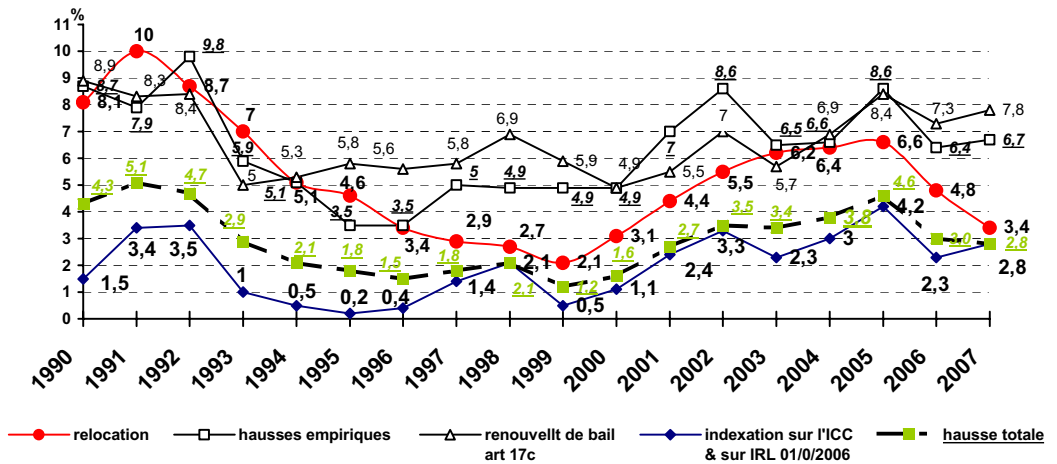 %
11
10
9
8
7
6
5
4
3
2
1
0
8,9 8,7 8,1 4,3 1,5
10 8,3 7,9 5,1 3,4
9,8 8,7 8,4 4,7 3,5
7 5,9 5 2,9 1
5,3 5,1 5,1 2,1 0,5
5,8 4,6 3,5 1,8 0,2
5,6 3,5 3,4 1,5 0,4
5,8 5 2,9 1,8 1,4
6,9 4,9 2,7 2,1 2,1
5,9 4,9 2,1 1,2 0,5
4,9 4,9 3,1 1,6 1,1
7 5,5 4,4 2,7 2,4
8,6 7 5,5 3,5 3,3
6,5 6,2 5,7 3,4 2,3
6,9 6,6 6,4 3,8 3
8,6 8,4 6,6 4,6 4,2
7,3 6,4 4,8 3,0 2,3
7,8 6,7 3,4 2,8 2,8
1990 1991 1992 1993 1994 1995 1996 1997 1998 1999 2000 2001 2002 2003 2004 2005 2006 2007
relocation hausses empiriques renouvellt de bail indexation sur l'ICC hausse totale
art 17c & sur IRL 01/0/2006